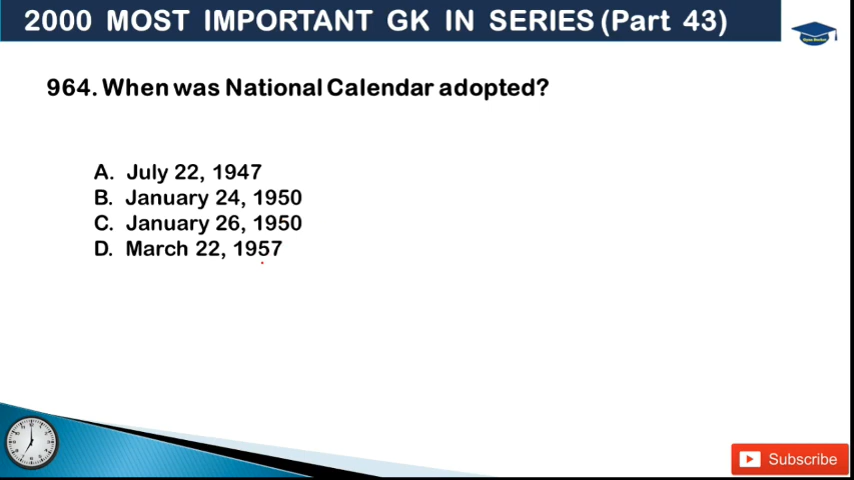 2000 MOST IMPORTANT GK IN SERIES (Part 43)
964. When was National Calendar adopted?
A. July 22, 1947
B. January 24, 1950
C. January 26, 1950
D. March 22, 1957
Subscribe